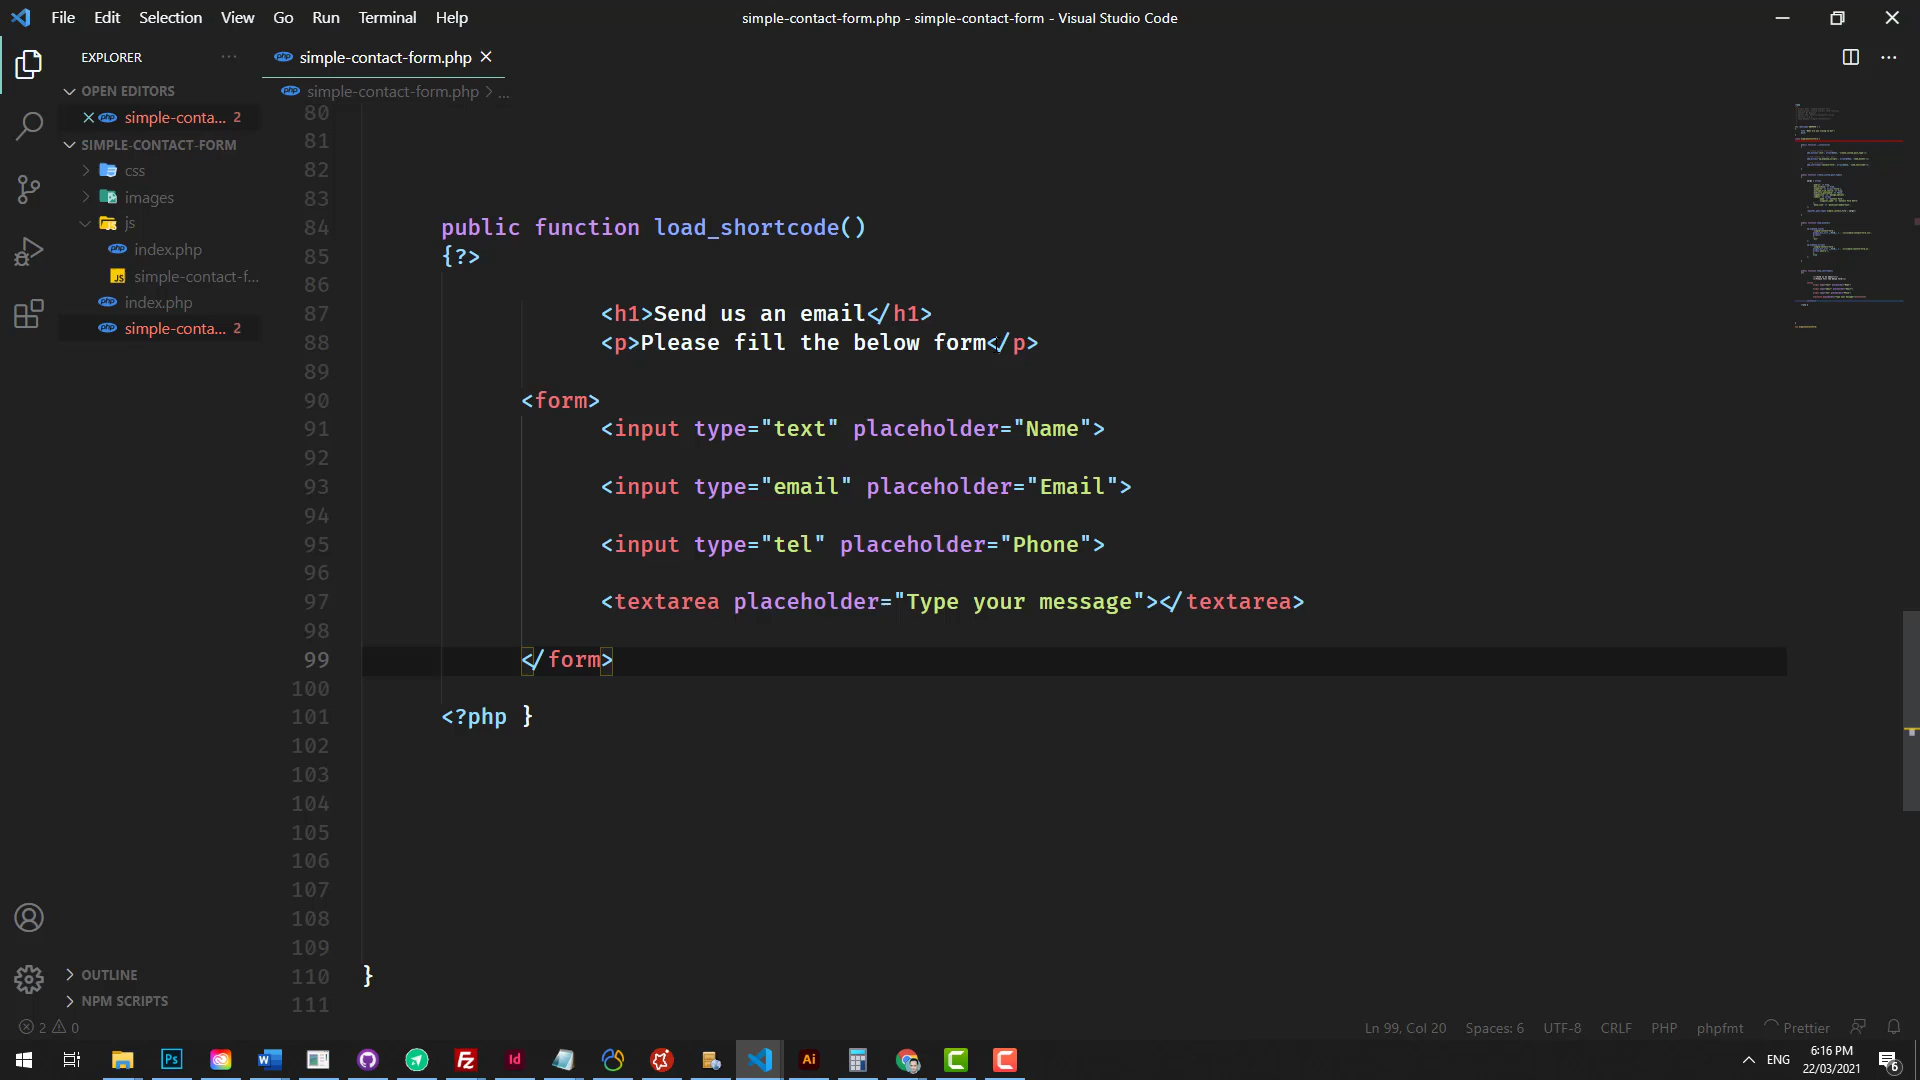 File Edit Selection View Go Run Terminal Help
simple-contact-form.php - simple-contact-form - Visual Studio Code
EXPLORER
simple-contact-form.php
OPEN EDITORS
simple-contact-form.php > ...
simple-conta... 2
SIMPLE-CONTACT-FORM
css
images
js
index.php
simple-contact-f...
index.php
simple-conta... 2
80
81
82
83
84 public function load_shortcode()
85 {?>
86
87 <h1>Send us an email</h1>
88 <p>Please fill the below form</p>
89
90 <form>
91 <input type="text" placeholder="Name">
92
93 <input type="email" placeholder="Email">
94
95 <input type="tel" placeholder="Phone">
96
97 <textarea placeholder="Type your message"></textarea>
98
99 </form>
100
101 <?php }
102
103
104
105
106
107
108
109
110 }
111
OUTLINE
NPM SCRIPTS
2 0
Ln 99, Col 20 Spaces: 6 UTF-8 CRLF PHP phpfmt Prettier
ENG
6:16 PM
22/03/2021
6